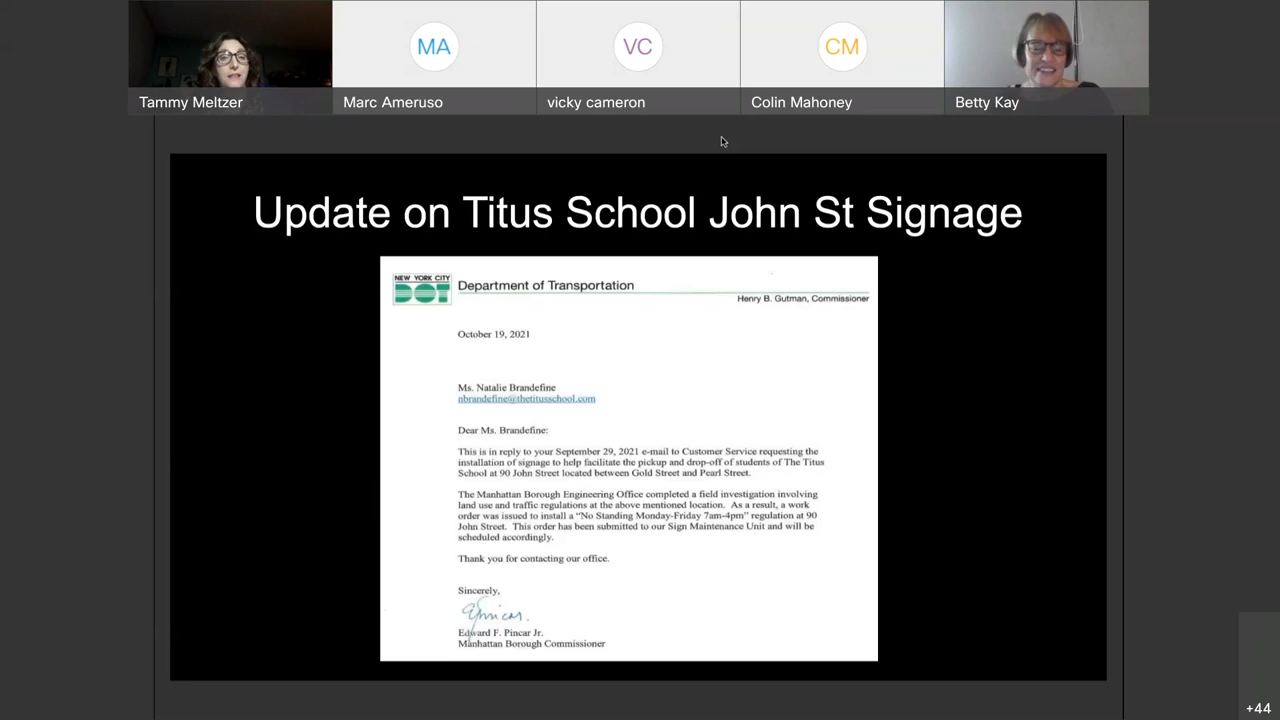 MA
VC
CM
Tammy Meltzer
Marc Ameruso
vicky cameron
Colin Mahoney
Betty Kay
Update on Titus School John St Signage
NEW YORK CITY
DOT
Department of Transportation
Henry B. Gutman, Commissioner
October 19, 2021
Ms. Natalie Brandefine
nbrandefine@thetitusschool.com
Dear Ms. Brandefine:
This is in reply to your September 29, 2021 e-mail to Customer Service requesting the
installation of signage to help facilitate the pickup and drop-off of students of The Titus
School at 90 John Street located between Gold Street and Pearl Street.
The Manhattan Borough Engineering Office completed a field investigation involving
land use and traffic regulations at the above mentioned location. As a result, a work
order was issued to install a “No Standing Monday-Friday 7am-4pm” regulation at 90
John Street. This order has been submitted to our Sign Maintenance Unit and will be
scheduled accordingly.
Thank you for contacting our office.
Sincerely,
Edward F. Pincar Jr.
Manhattan Borough Commissioner
+44